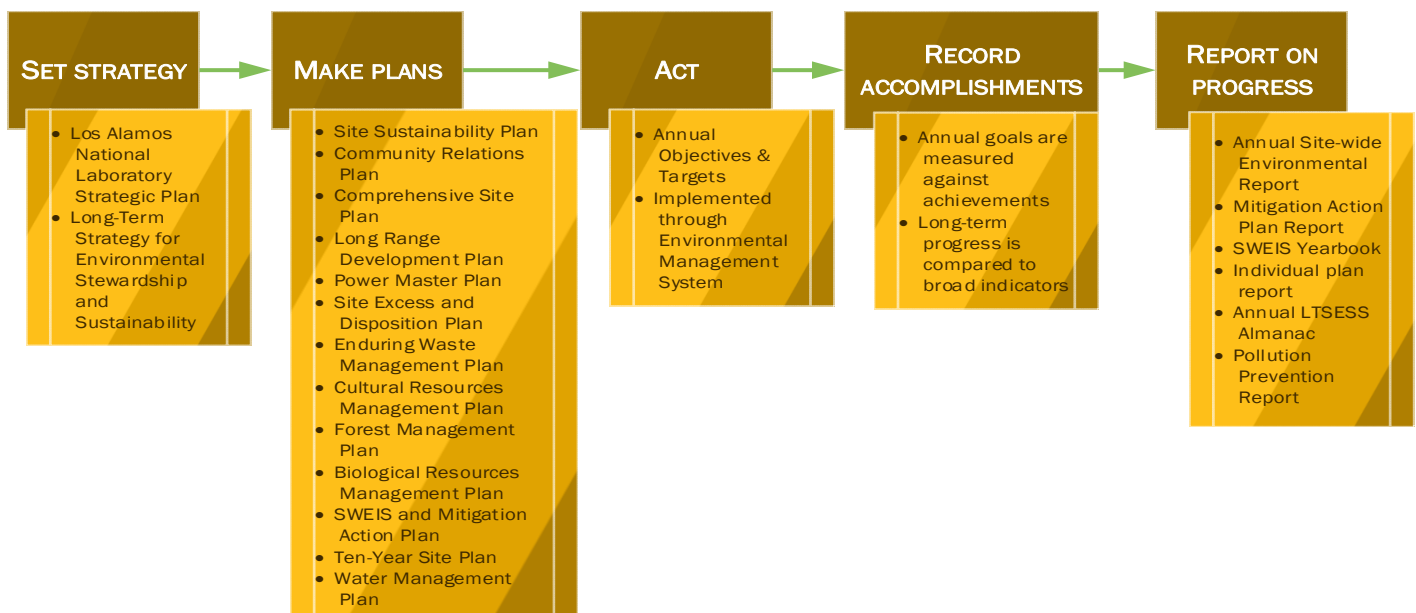 SET STRATEGY
• Los Alamos
National
Laboratory
Strategic Plan
• Long-Term
Strategy for
Environmental
Stewardship
and
Sustainability
MAKE PLANS
• Site Sustainability Plan
• Community Relations
Plan
• Comprehensive Site
Plan
• Long Range
Development Plan
• Power Master Plan
• Site Excess and
Disposition Plan
• Enduring Waste
Management Plan
• Cultural Resources
Management Plan
• Forest Management
Plan
• Biological Resources
Management Plan
• SWEIS and Mitigation
Action Plan
• Ten-Year Site Plan
• Water Management
Plan
ACT
• Annual
Objectives &
Targets
• Implemented
through
Environmental
Management
System
RECORD
ACCOMPLISHMENTS
• Annual goals are
measured
against
achievements
• Long-term
progress is
compared to
broad indicators
REPORT ON
PROGRESS
• Annual Site-wide
Environmental
Report
• Mitigation Action
Plan Report
• SWEIS Yearbook
• Individual plan
report
• Annual LTSESS
Almanac
• Pollution
Prevention
Report